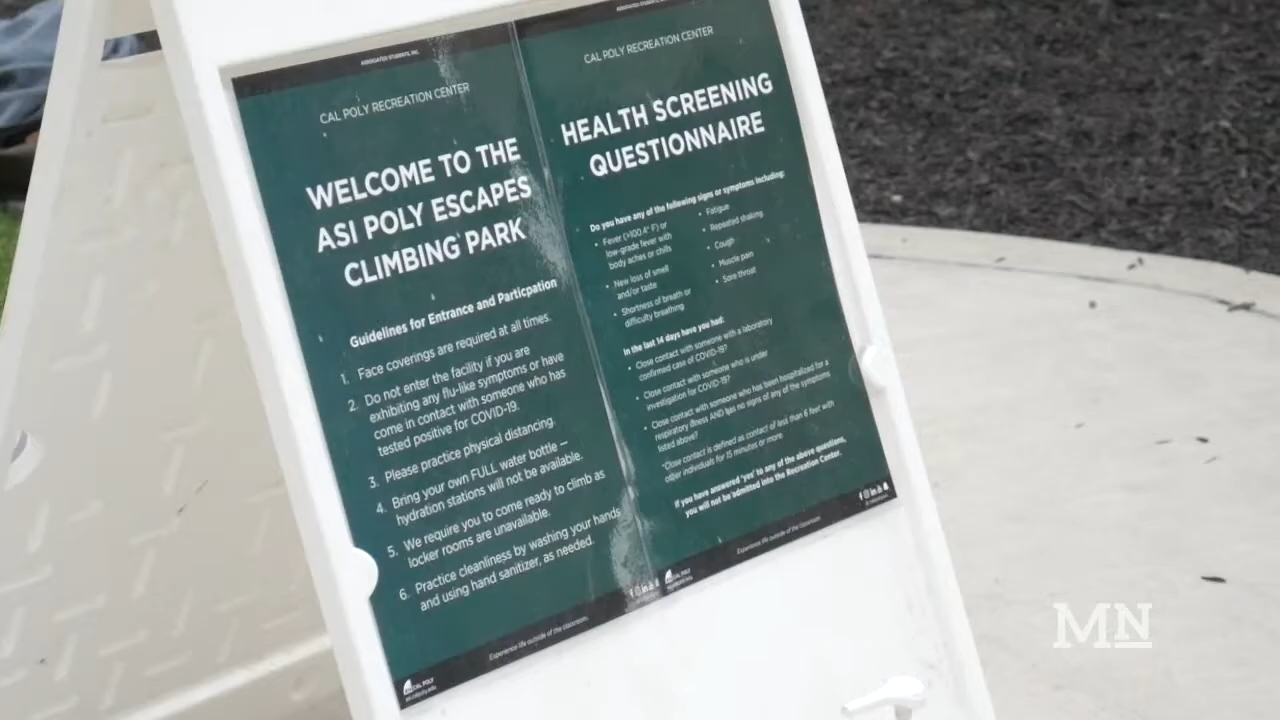 ASSOCIATED STUDENTS, INC.
CAL POLY RECREATION CENTER
WELCOME TO THE
ASI POLY ESCAPES
CLIMBING PARK
Guidelines for Entrance and Particpation
1. Face coverings are required at all times.
2. Do not enter the facility if you are
exhibiting any flu-like symptoms or have
come in contact with someone who has
tested positive for COVID-19.
3. Please practice physical distancing.
4. Bring your own FULL water bottle —
hydration stations will not be available.
5. We require you to come ready to climb as
locker rooms are unavailable.
6. Practice cleanliness by washing your hands
and using hand sanitizer, as needed.
Experience life outside of the classroom.
CAL POLY
CAL POLY RECREATION CENTER
HEALTH SCREENING
QUESTIONNAIRE
Do you have any of the following signs or symptoms including:
• Fever (>100.4° F) or
low-grade fever with
body aches or chills
• New loss of smell
and/or taste
• Shortness of breath or
difficulty breathing
• Fatigue
• Repeated shaking
• Cough
• Muscle pain
• Sore throat
In the last 14 days have you had:
• Close contact with someone with a laboratory
confirmed case of COVID-19?
• Close contact with someone who is under
investigation for COVID-19?
• Close contact with someone who has been hospitalized for a
respiratory illness AND has no signs of any of the symptoms
listed above?
*Close contact is defined as contact of less than 6 feet with
other individuals for 15 minutes or more.
If you have answered 'yes' to any of the above questions,
you will not be admitted into the Recreation Center.
CAL POLY
Experience life outside of the classroom.
MN